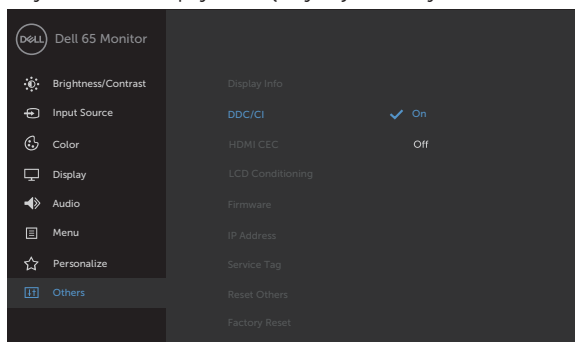 DELL Dell 65 Monitor
Brightness/Contrast
Input Source
Color
Display
Audio
Menu
Personalize
Others
Display Info
DDC/CI On
HDMI CEC Off
LCD Conditioning
Firmware
IP Address
Service Tag
Reset Others
Factory Reset